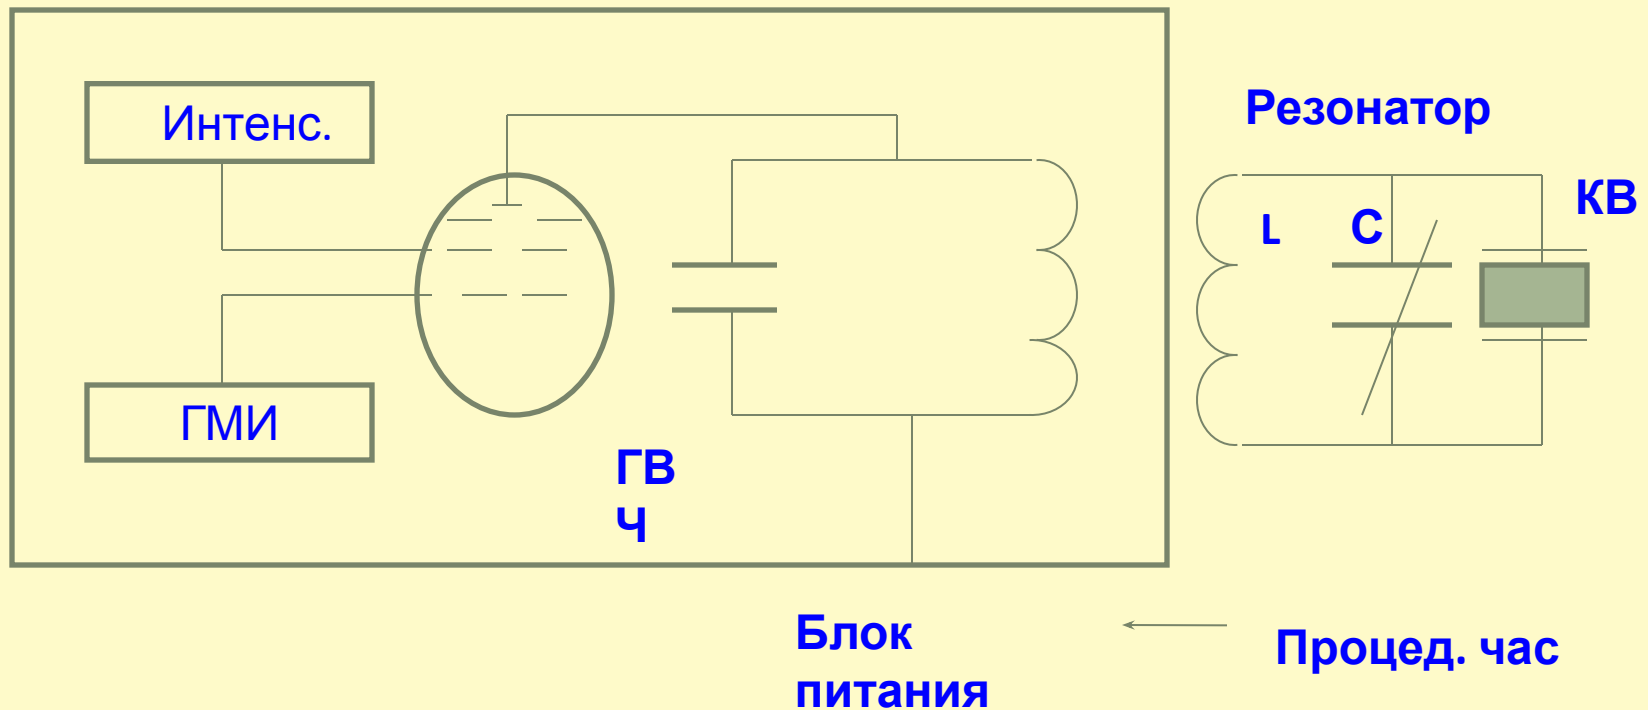 Интенс.
Резонатор
КВ
L
С
ГМИ
ГВ
Ч
Блок
питания
Процед. час